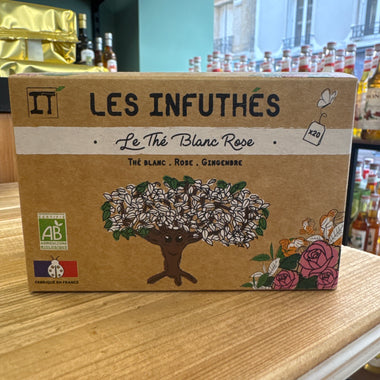 IT
LES INFUTHÉS
x20
Le Thé Blanc Rose
THÉ BLANC . ROSE . GINGEMBRE
AB
FABRIQUÉ EN FRANCE